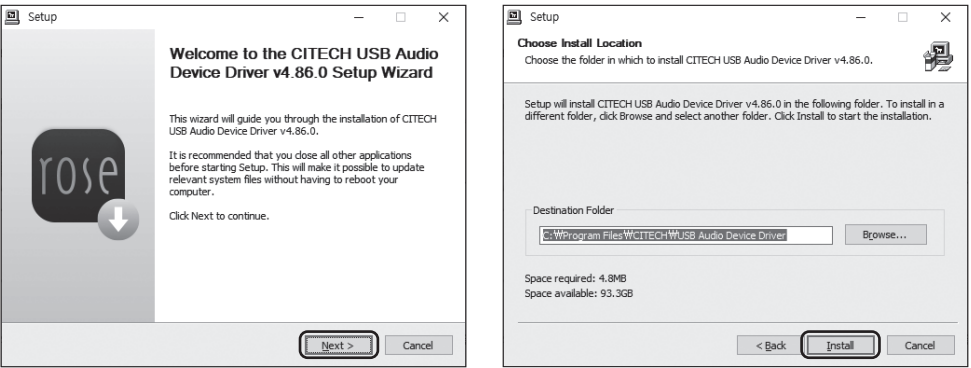 Setup
Welcome to the CITECH USB Audio
Device Driver v4.86.0 Setup Wizard
This wizard will guide you through the installation of CITECH
USB Audio Device Driver v4.86.0.
It is recommended that you close all other applications
before starting Setup. This will make it possible to update
relevant system files without having to reboot your
computer.
Click Next to continue.
rose
Next >
Cancel
Setup
Choose Install Location
Choose the folder in which to install CITECH USB Audio Device Driver v4.86.0.
Setup will install CITECH USB Audio Device Driver v4.86.0 in the following folder. To install in a
different folder, click Browse and select another folder. Click Install to start the installation.
Destination Folder
C:₩Program Files₩CITECH₩USB Audio Device Driver
Browse...
Space required: 4.8MB
Space available: 93.3GB
< Back
Install
Cancel